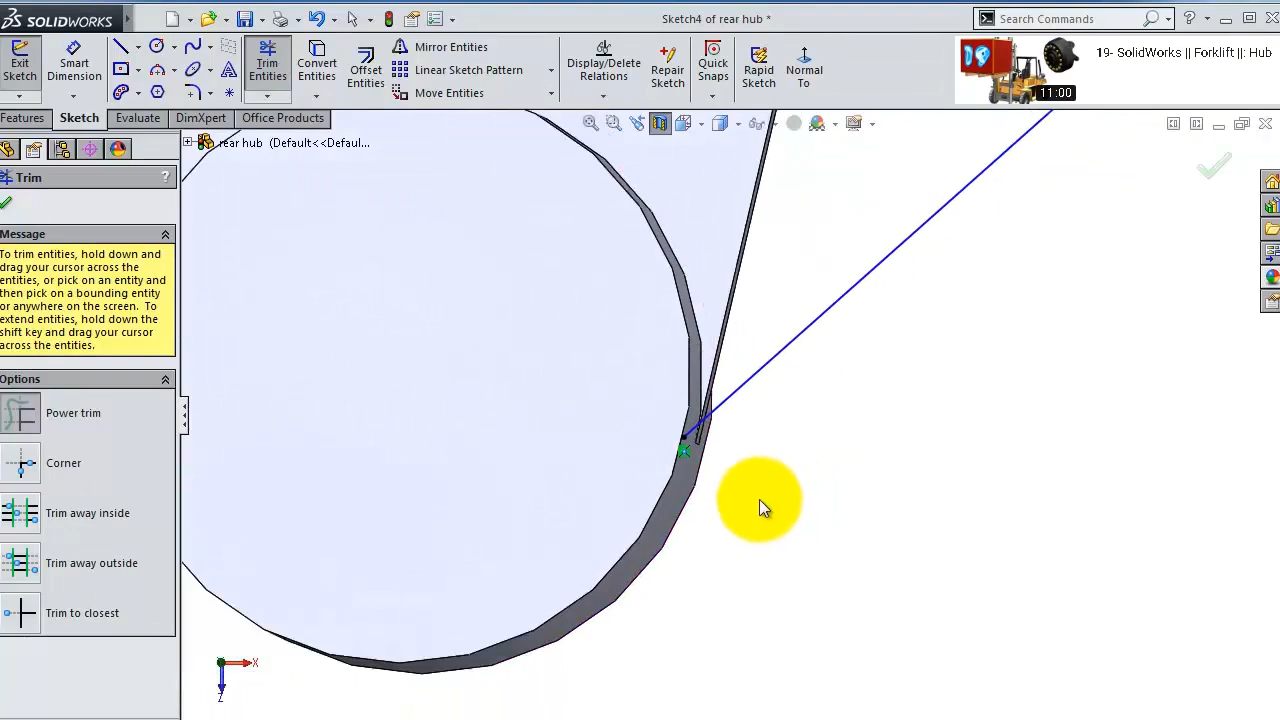 SOLIDWORKS
Sketch4 of rear hub *
Search Commands
Exit Sketch
Smart Dimension
Trim Entities
Convert Entities
Offset Entities
Mirror Entities
Linear Sketch Pattern
Move Entities
Display/Delete Relations
Repair Sketch
Quick Snaps
Rapid Sketch
Normal To
19- SolidWorks || Forklift ||: Hub
11:00
Features
Sketch
Evaluate
DimXpert
Office Products
rear hub (Default<<Defaul...
Trim
?
Message
To trim entities, hold down and
drag your cursor across the
entities, or pick on an entity and
then pick on a bounding entity
or anywhere on the screen. To
extend entities, hold down the
shift key and drag your cursor
across the entities.
Options
Power trim
Corner
Trim away inside
Trim away outside
Trim to closest
X
Z